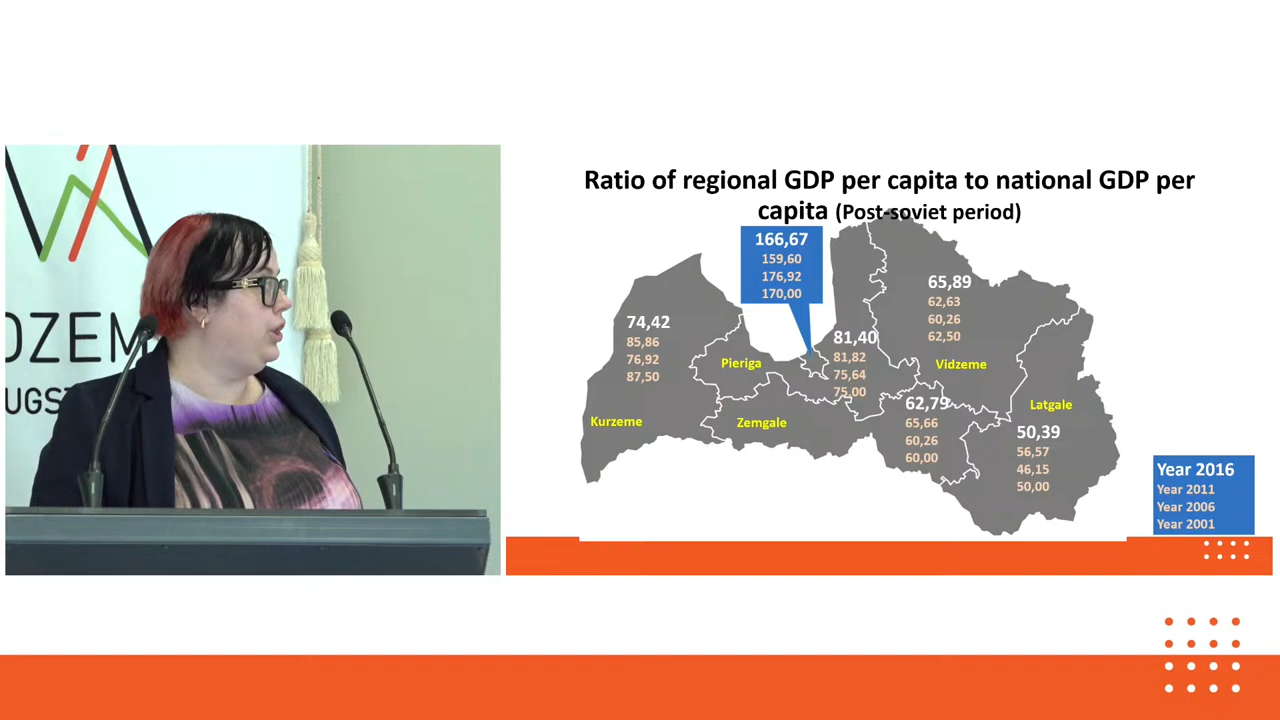 DZEM
UGST
Ratio of regional GDP per capita to national GDP per
capita (Post-soviet period)
166,67
159,60
176,92
170,00
65,89
62,63
60,26
62,50
Vidzeme
74,42
85,86
76,92
87,50
Kurzeme
Pieriga
81,40
81,82
75,64
75,00
Zemgale
62,79
65,66
60,26
60,00
Latgale
50,39
56,57
46,15
50,00
Year 2016
Year 2011
Year 2006
Year 2001